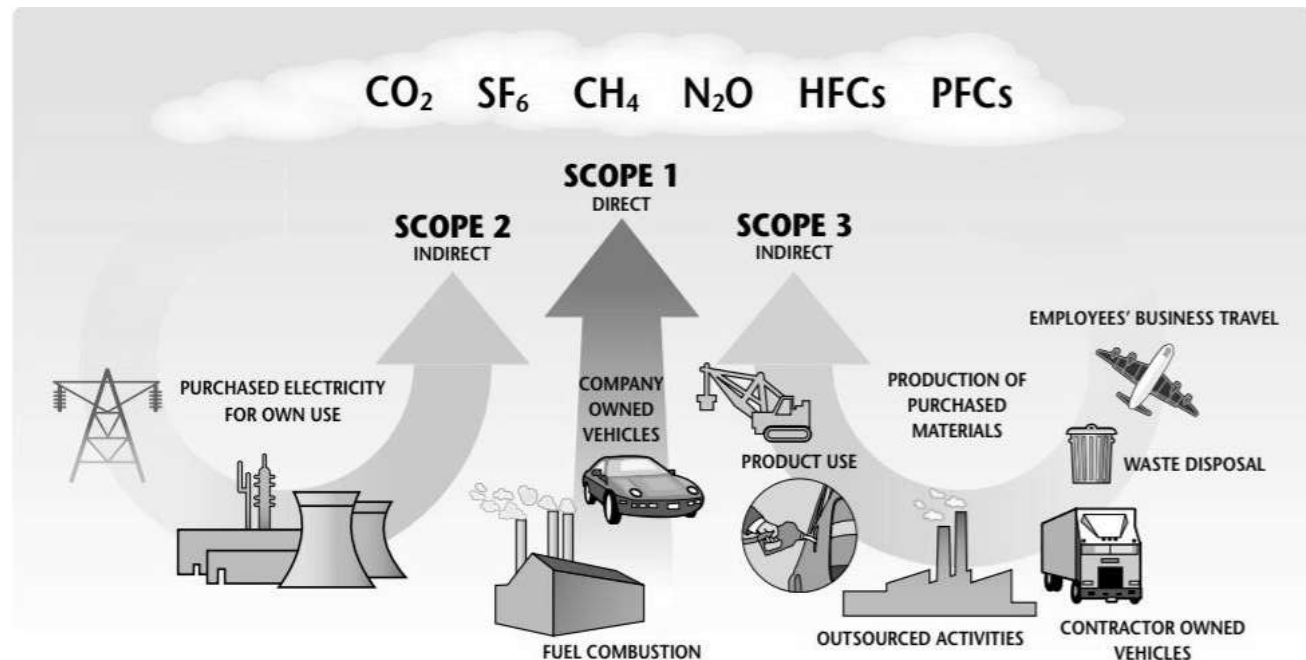 CO₂ SF₆ CH₄ N₂O HFCs PFCs
SCOPE 1
DIRECT
SCOPE 2
INDIRECT
SCOPE 3
INDIRECT
EMPLOYEES' BUSINESS TRAVEL
PURCHASED ELECTRICITY
FOR OWN USE
COMPANY
OWNED
VEHICLES
PRODUCTION OF
PURCHASED
MATERIALS
PRODUCT USE
WASTE DISPOSAL
FUEL COMBUSTION
OUTSOURCED ACTIVITIES
CONTRACTOR OWNED
VEHICLES